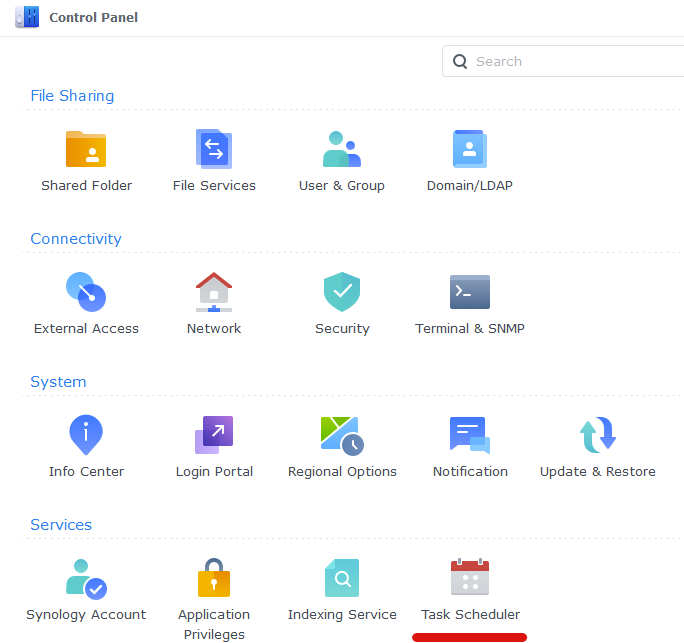 Control Panel
Search
File Sharing
Shared Folder
File Services
User & Group
Domain/LDAP
Connectivity
External Access
Network
Security
Terminal & SNMP
System
Info Center
Login Portal
Regional Options
Notification
Update & Restore
Services
Synology Account
Application
Privileges
Indexing Service
Task Scheduler